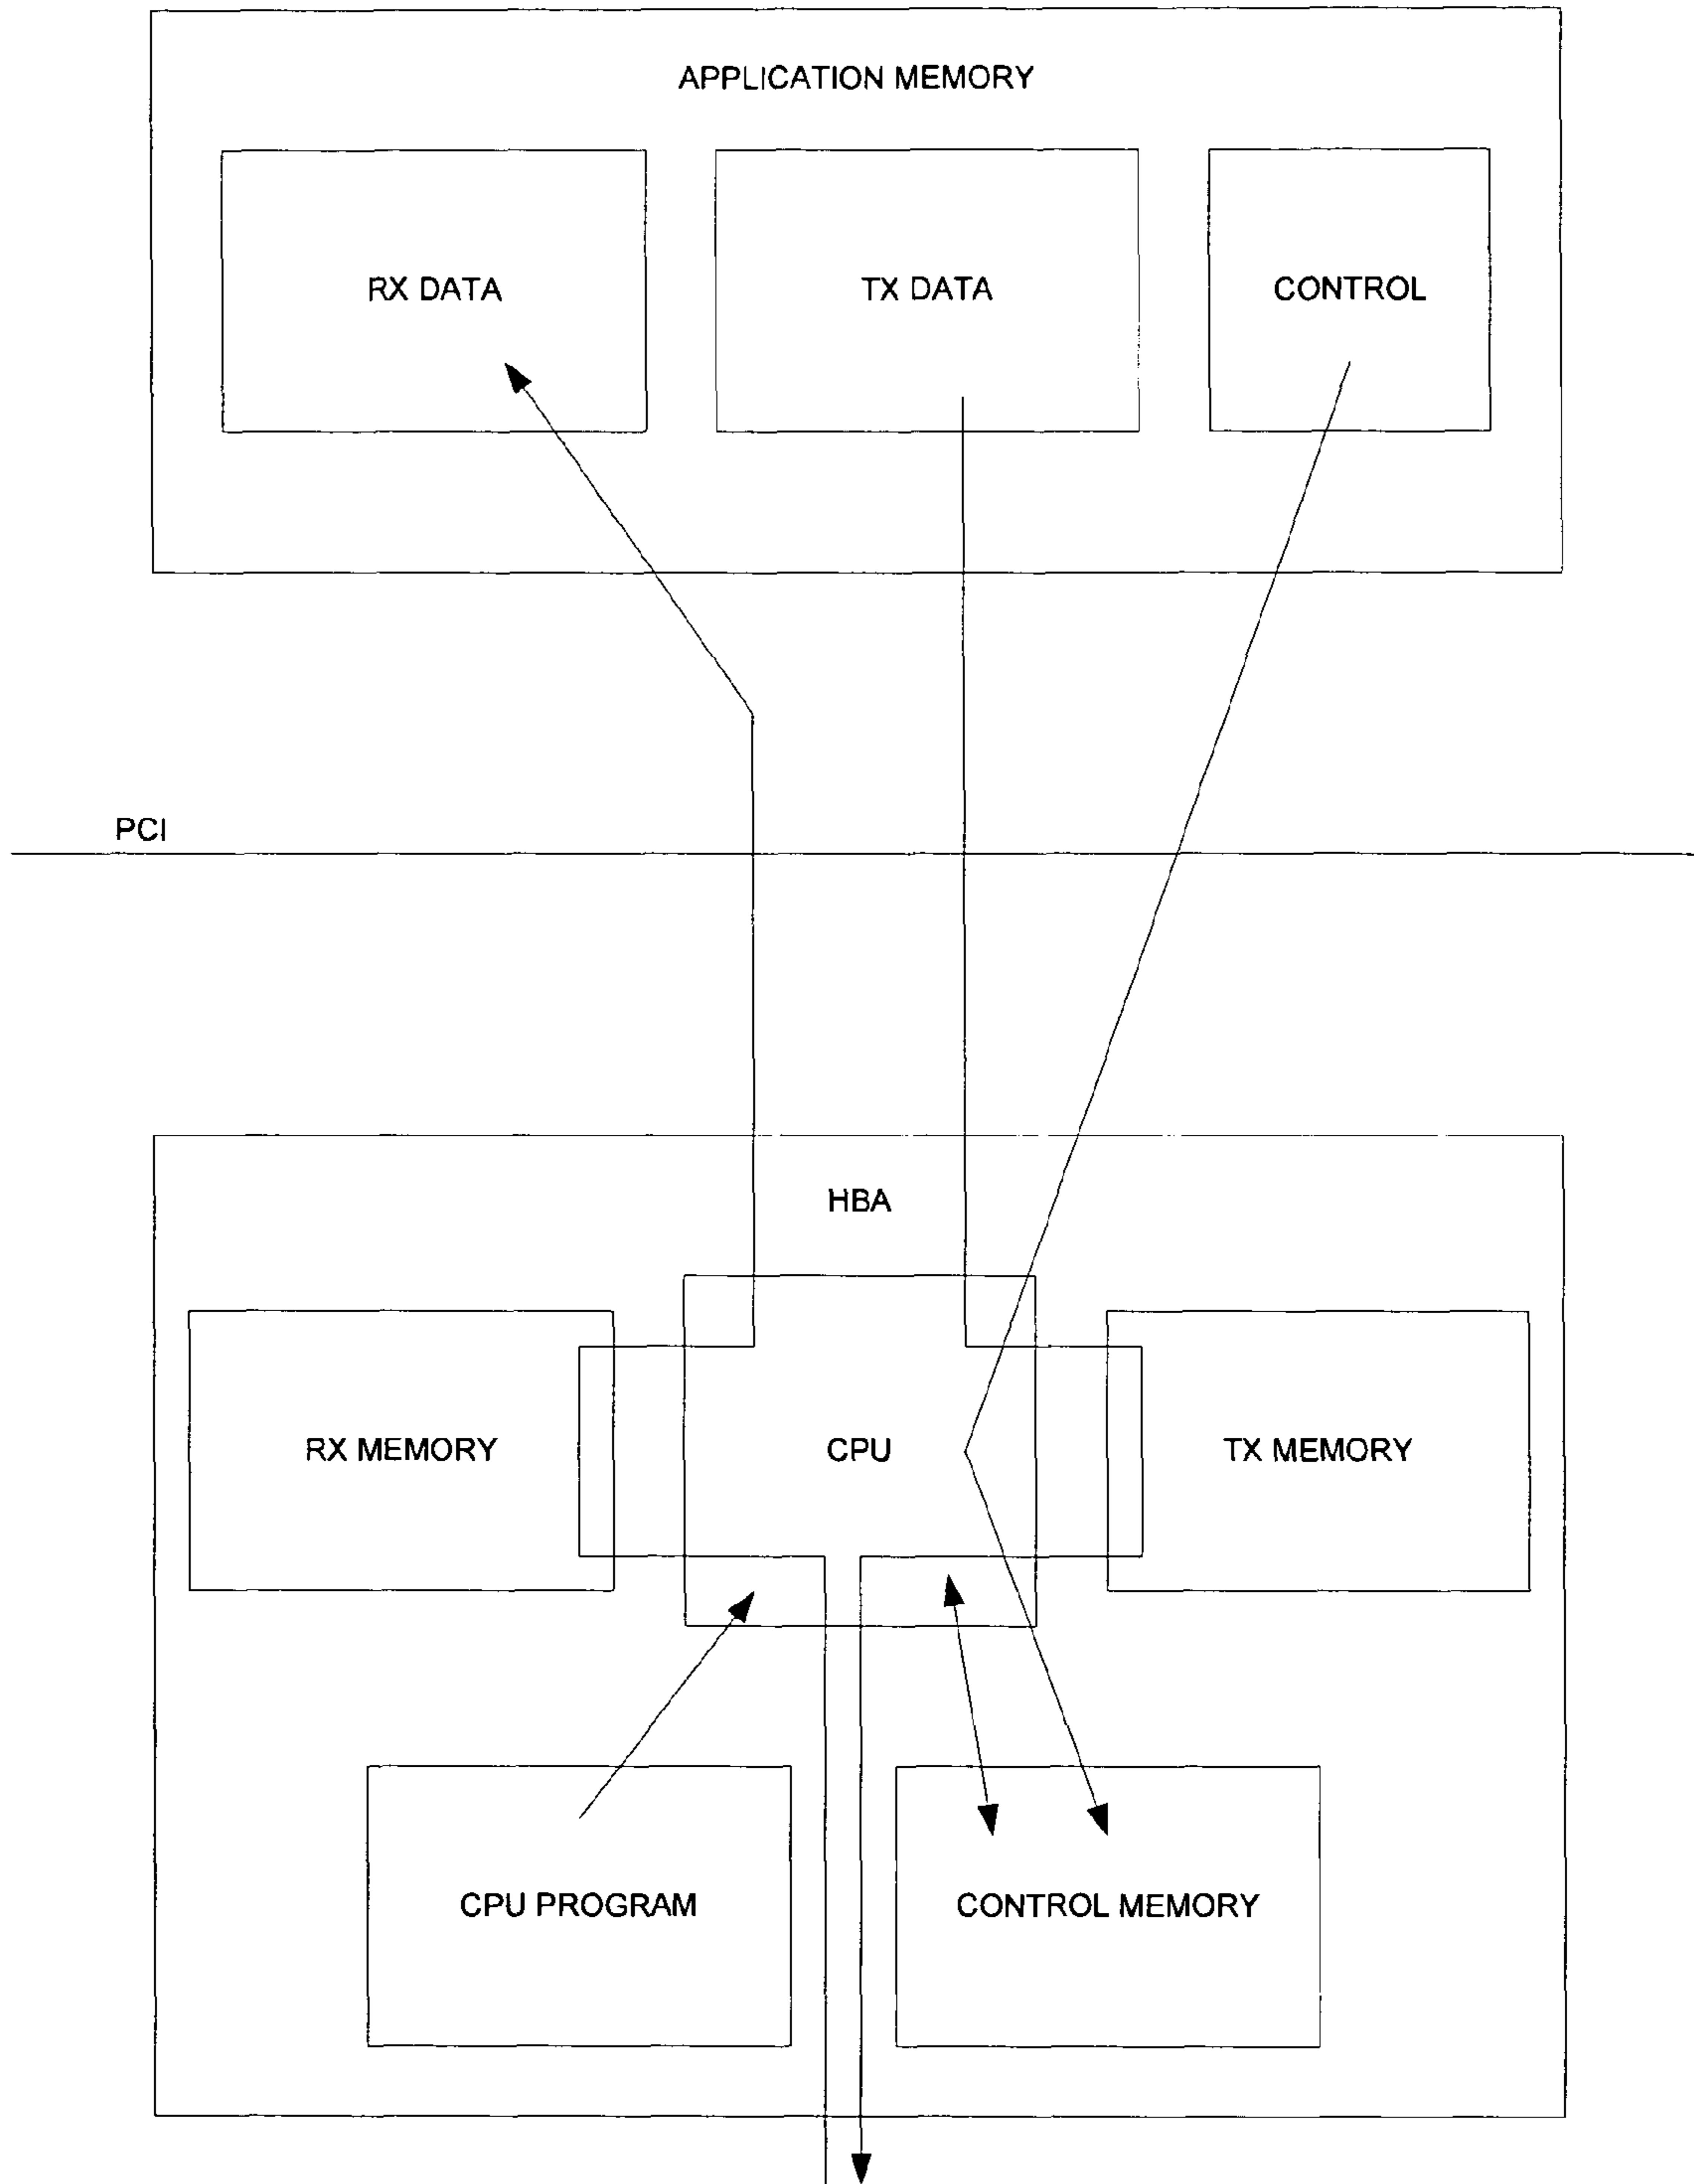 APPLICATION MEMORY
RX DATA
TX DATA
CONTROL
PCI
HBA
RX MEMORY
CPU
TX MEMORY
CPU PROGRAM
CONTROL MEMORY